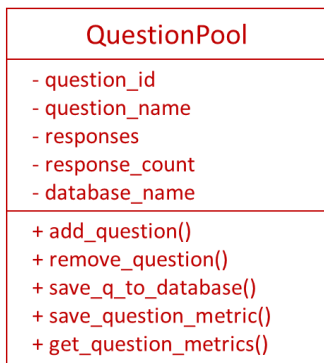 QuestionPool
- question_id
- question_name
- responses
- response_count
- database_name
+ add_question()
+ remove_question()
+ save_q_to_database()
+ save_question_metric()
+ get_question_metrics()